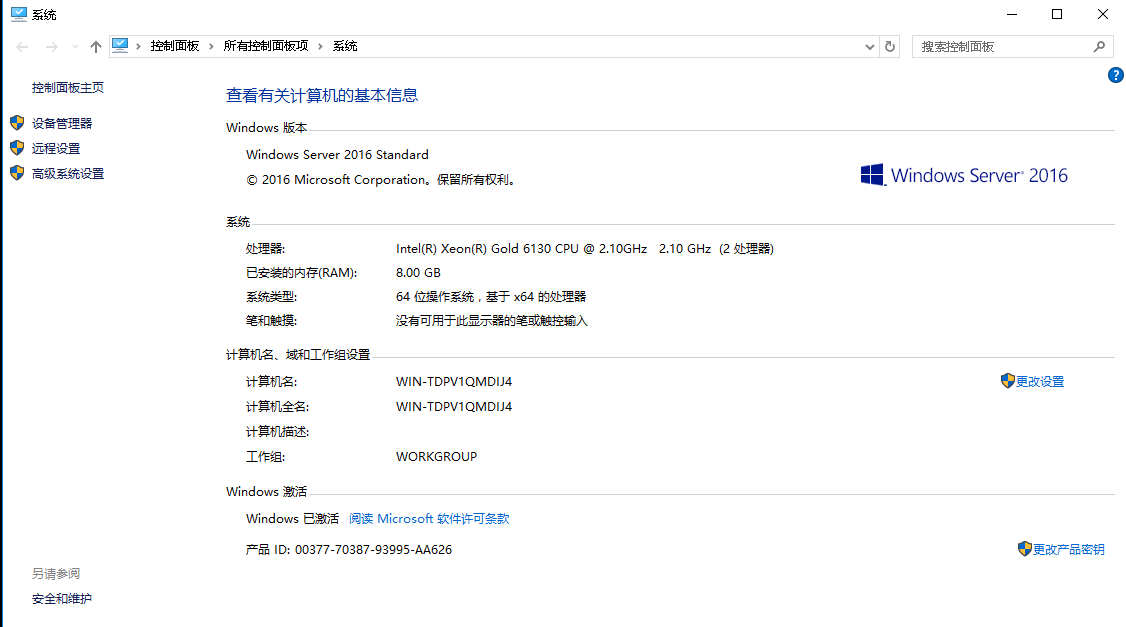 系统
控制面板 › 所有控制面板项 › 系统
搜索控制面板
?
控制面板主页
设备管理器
远程设置
高级系统设置
查看有关计算机的基本信息
Windows 版本
Windows Server 2016 Standard
© 2016 Microsoft Corporation。保留所有权利。
Windows Server® 2016
系统
处理器: Intel(R) Xeon(R) Gold 6130 CPU @ 2.10GHz 2.10 GHz (2 处理器)
已安装的内存(RAM): 8.00 GB
系统类型: 64 位操作系统，基于 x64 的处理器
笔和触摸: 没有可用于此显示器的笔或触控输入
计算机名、域和工作组设置
计算机名: WIN-TDPV1QMDIJ4 更改设置
计算机全名: WIN-TDPV1QMDIJ4
计算机描述:
工作组: WORKGROUP
Windows 激活
Windows 已激活 阅读 Microsoft 软件许可条款
产品 ID: 00377-70387-93995-AA626 更改产品密钥
另请参阅
安全和维护